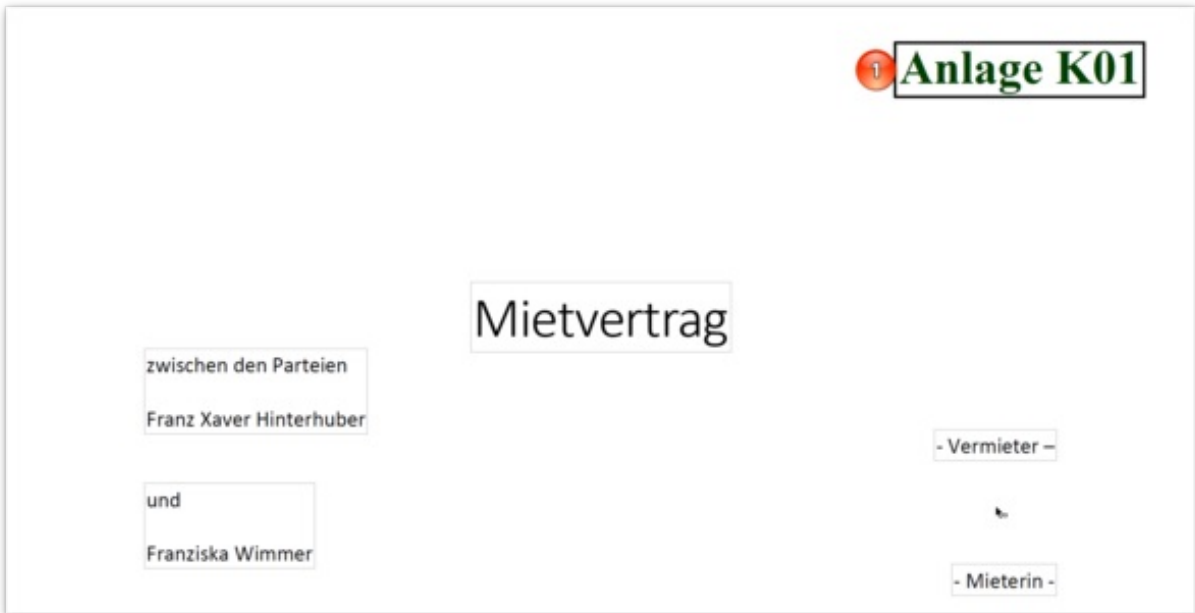 1 Anlage K01
Mietvertrag
zwischen den Parteien
Franz Xaver Hinterhuber
- Vermieter –
und
Franziska Wimmer
- Mieterin -